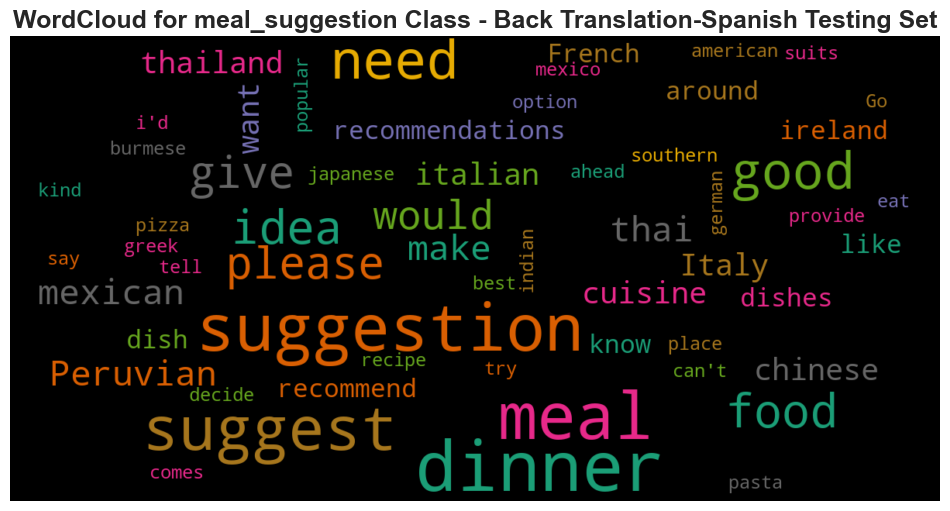 WordCloud for meal_suggestion Class - Back Translation-Spanish Testing Set
thailand
popular
need
French
mexico
american
suits
want
option
around
Go
i'd
recommendations
ireland
burmese
give
japanese
italian
ahead
southern
good
kind
german
eat
pizza
idea
would
thai
provide
greek
please
make
indian
Italy
like
say
tell
best
mexican
cuisine
dishes
suggestion
dish
know
place
Peruvian
recipe
try
can't
chinese
decide
recommend
suggest
meal
food
dinner
comes
pasta